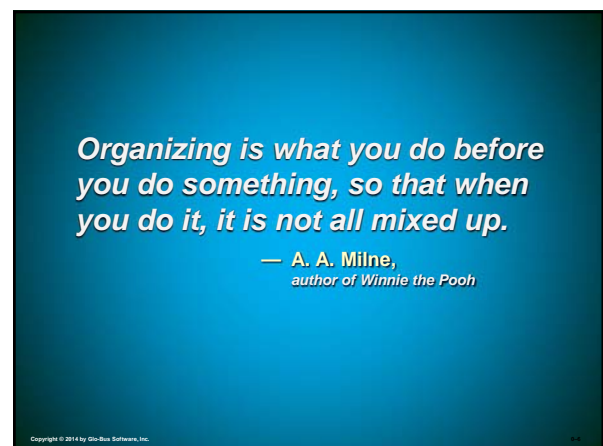 Organizing is what you do before
you do something, so that when
you do it, it is not all mixed up.
— A. A. Milne,
author of Winnie the Pooh
Copyright © 2014 by Glo-Bus Software, Inc.